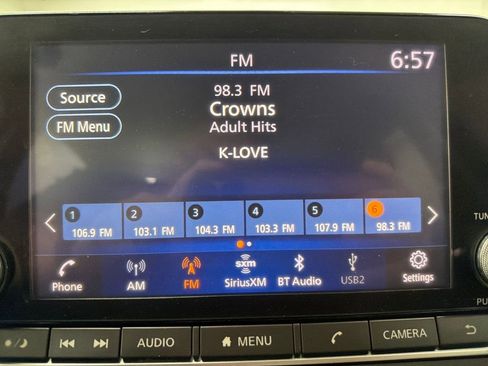 FM
6:57
Source
98.3 FM
Crowns
FM Menu
Adult Hits
K-LOVE
1 2 3 4 5 6
106.9 FM 103.1 FM 104.3 FM 103.3 FM 107.9 FM 98.3 FM
sxm
Phone AM FM SiriusXM BT Audio USB2 Settings
TUN
PU
AUDIO MENU CAMERA